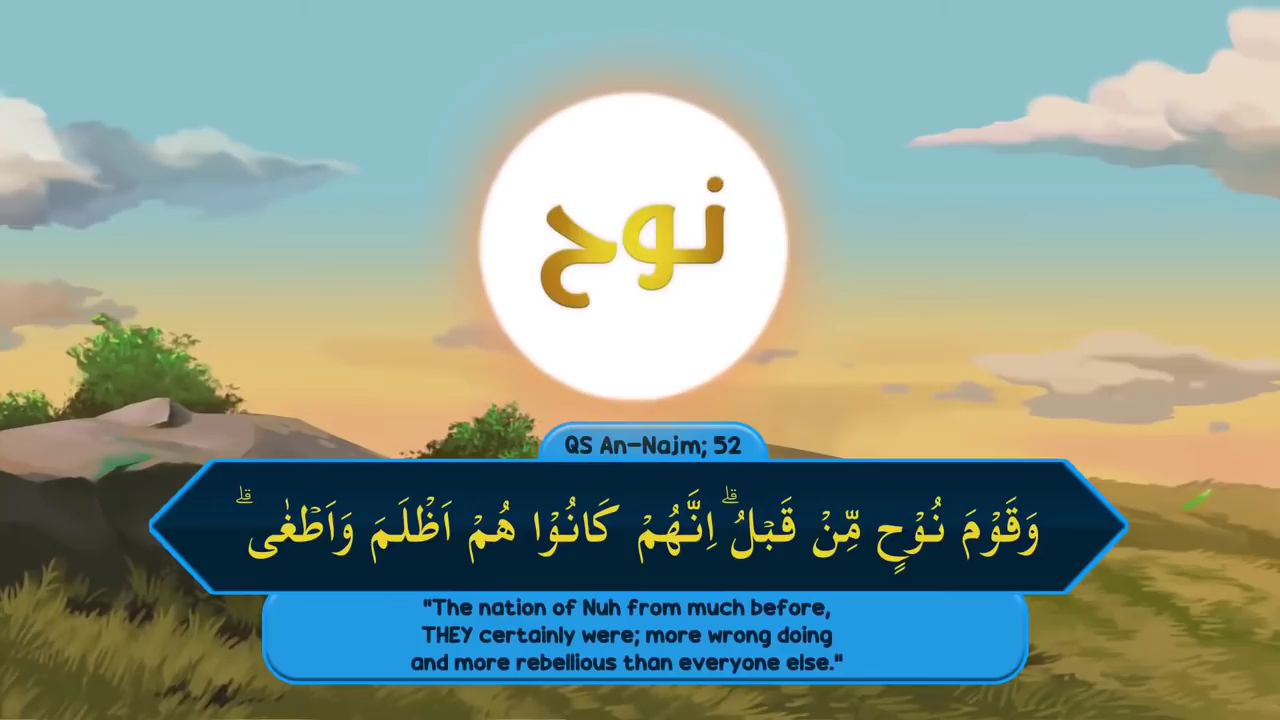 نوح
QS An-Najm; 52
وَقَوْمَ نُوْحٍ مِّنْ قَبْلُ ۗاِنَّهُمْ كَانُوْا هُمْ اَظْلَمَ وَاَطْغٰى ۗ
"The nation of Nuh from much before,
THEY certainly were; more wrong doing
and more rebellious than everyone else."